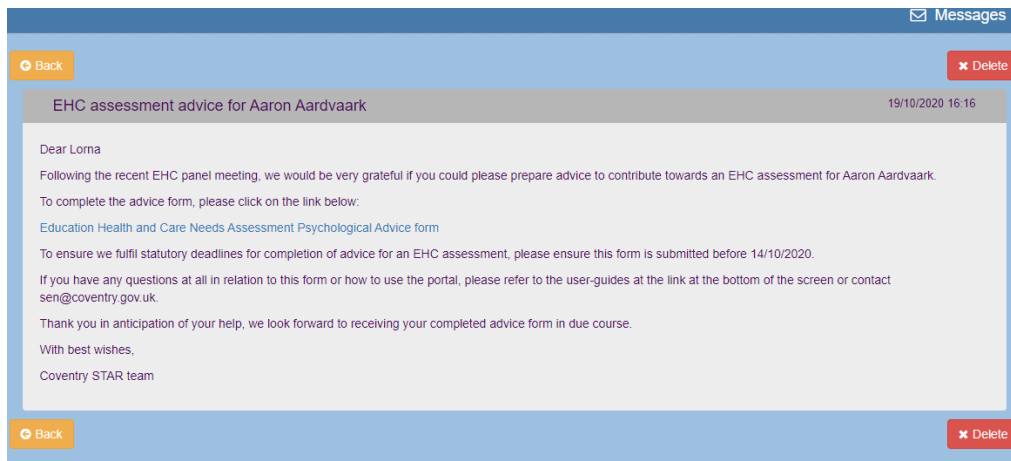 Messages
Back
Delete
EHC assessment advice for Aaron Aardvaark
19/10/2020 16:16
Dear Lorna
Following the recent EHC panel meeting, we would be very grateful if you could please prepare advice to contribute towards an EHC assessment for Aaron Aardvaark.
To complete the advice form, please click on the link below:
Education Health and Care Needs Assessment Psychological Advice form
To ensure we fulfil statutory deadlines for completion of advice for an EHC assessment, please ensure this form is submitted before 14/10/2020.
If you have any questions at all in relation to this form or how to use the portal, please refer to the user-guides at the link at the bottom of the screen or contact
sen@coventry.gov.uk.
Thank you in anticipation of your help, we look forward to receiving your completed advice form in due course.
With best wishes,
Coventry STAR team
Back
Delete